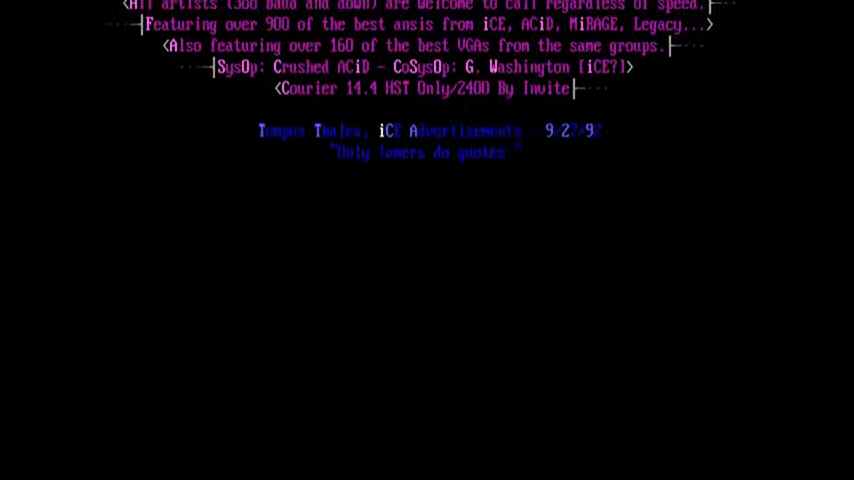 <All artists (300 Baud and down) are welcome to call regardless of speed.
Featuring over 900 of the best ansis from iCE, ACiD, MiRAGE, Legacy...>
<Also featuring over 160 of the best VGAs from the same groups.
SysOp: Crushed ACiD - CoSysOp: G. Washington [iCE?]>
<Courier 14.4 HST Only/2400 By Invite
Tempus Thales, iCE Advertisements - 9/27/92
"Only lamers do quotes."